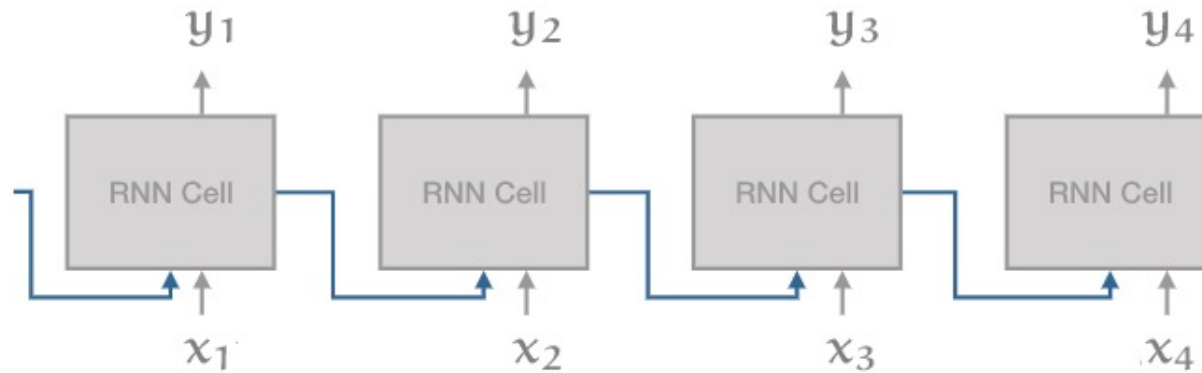 y1 y2 y3 y4
RNN Cell RNN Cell RNN Cell RNN Cell
x1 x2 x3 x4